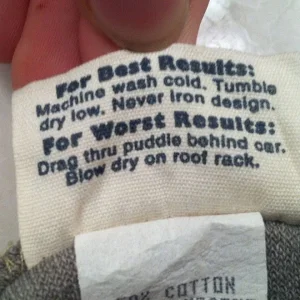 For Best Results:
Machine wash cold. Tumble
dry low. Never Iron design.
For Worst Results:
Drag thru puddle behind car.
Blow dry on roof rack.
COTTON